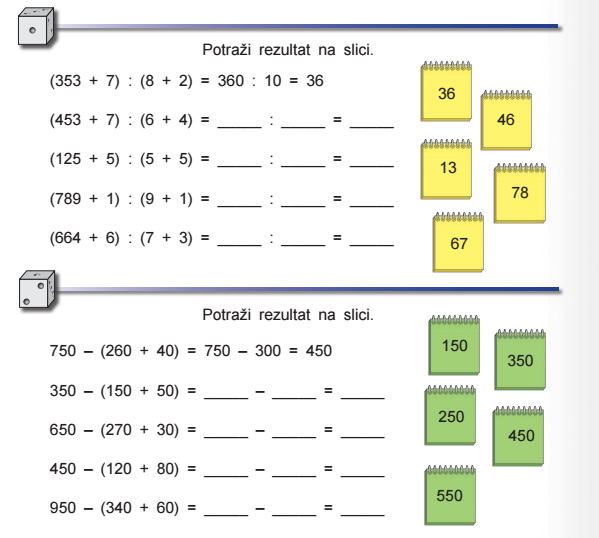 Potraži rezultat na slici.
(353 + 7) : (8 + 2) = 360 : 10 = 36
(453 + 7) : (6 + 4) = _____ : _____ = _____
(125 + 5) : (5 + 5) = _____ : _____ = _____
(789 + 1) : (9 + 1) = _____ : _____ = _____
(664 + 6) : (7 + 3) = _____ : _____ = _____
36
46
13
78
67
Potraži rezultat na slici.
750 – (260 + 40) = 750 – 300 = 450
350 – (150 + 50) = _____ – _____ = _____
650 – (270 + 30) = _____ – _____ = _____
450 – (120 + 80) = _____ – _____ = _____
950 – (340 + 60) = _____ – _____ = _____
150
350
250
450
550